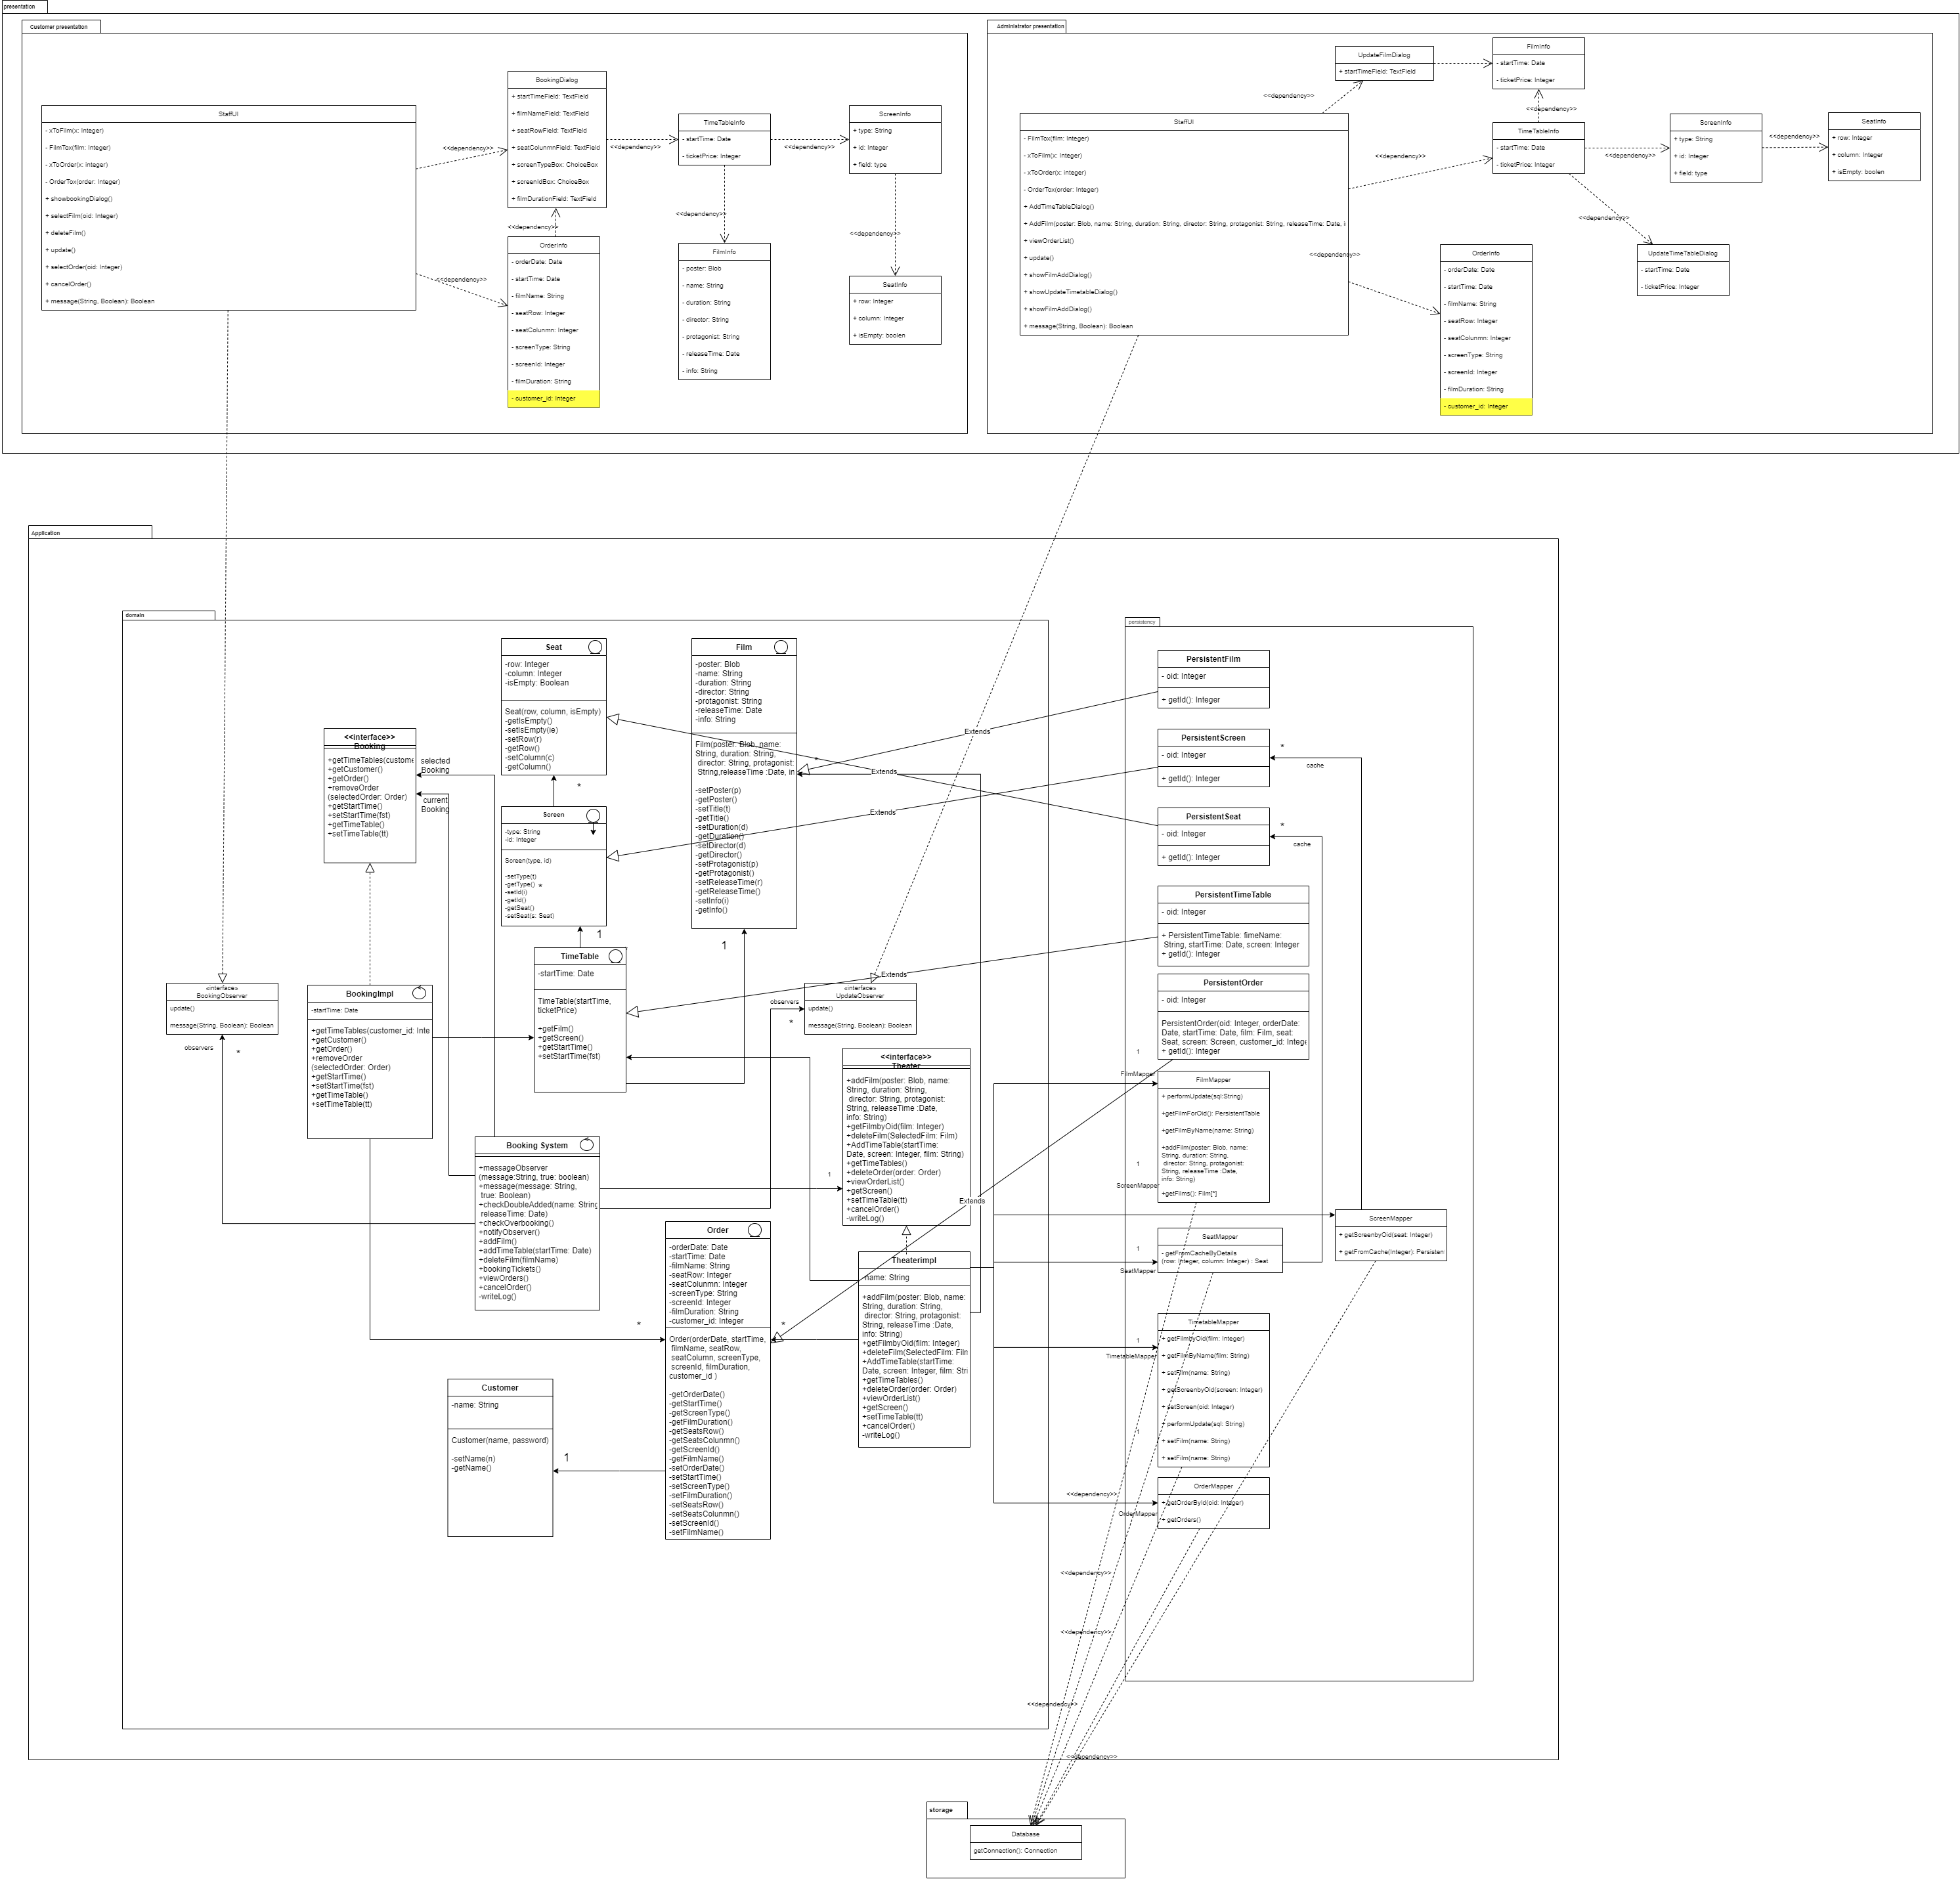 presentation
Customer presentation
StaffUI
- xToFilm(x: Integer)
- FilmTox(film: Integer)
- xToOrder(x: integer)
- OrderTox(order: Integer)
+ showbookingDialog()
+ selectFilm(oid: Integer)
+ deleteFilm()
+ update()
+ selectOrder(oid: Integer)
+ cancelOrder()
+ message(String, Boolean): Boolean
<<dependency>>
<<dependency>>
BookingDialog
+ startTimeField: TextField
+ filmNameField: TextField
+ seatRowField: TextField
+ seatColunmnField: TextField
+ screenTypeBox: ChoiceBox
+ screenIdBox: ChoiceBox
+ filmDurationField: TextField
<<dependency>>
OrderInfo
- orderDate: Date
- startTime: Date
- filmName: String
- seatRow: Integer
- seatColunmn: Integer
- screenType: String
- screenId: Integer
- filmDuration: String
- customer_id: Integer
<<dependency>>
TimeTableInfo
- startTime: Date
- ticketPrice: Integer
<<dependency>>
<<dependency>>
FilmInfo
- poster: Blob
- name: String
- duration: String
- director: String
- protagonist: String
- releaseTime: Date
- info: String
ScreenInfo
+ type: String
+ id: Integer
+ field: type
<<dependency>>
SeatInfo
+ row: Integer
+ column: Integer
+ isEmpty: boolen
Administrator presentation
StaffUI
- FilmTox(film: Integer)
- xToFilm(x: Integer)
- xToOrder(x: integer)
- OrderTox(order: Integer)
+ AddTimeTableDialog()
+ AddFilm(poster: Blob, name: String, duration: String, director: String, protagonist: String, releaseTime: Date, i
+ viewOrderList()
+ update()
+ showFilmAddDialog()
+ showUpdateTimetableDialog()
+ showFilmAddDialog()
+ message(String, Boolean): Boolean
<<dependency>>
<<dependency>>
<<dependency>>
UpdateFilmDialog
+ startTimeField: TextField
FilmInfo
- startTime: Date
- ticketPrice: Integer
<<dependency>>
TimeTableInfo
- startTime: Date
- ticketPrice: Integer
<<dependency>>
ScreenInfo
+ type: String
+ id: Integer
+ field: type
<<dependency>>
SeatInfo
+ row: Integer
+ column: Integer
+ isEmpty: boolen
<<dependency>>
UpdateTimeTableDialog
- startTime: Date
- ticketPrice: Integer
OrderInfo
- orderDate: Date
- startTime: Date
- filmName: String
- seatRow: Integer
- seatColunmn: Integer
- screenType: String
- screenId: Integer
- filmDuration: String
- customer_id: Integer
Application
domain
Seat
-row: Integer
-column: Integer
-isEmpty: Boolean
Seat(row, column, isEmpty)
-getIsEmpty()
-setIsEmpty(ie)
-setRow(r)
-getRow()
-setColumn(c)
-getColumn()
*
Film
-poster: Blob
-name: String
-duration: String
-director: String
-protagonist: String
-releaseTime: Date
-info: String
Film(poster: Blob, name:
String, duration: String,
director: String, protagonist:
String,releaseTime :Date, in
-setPoster(p)
-getPoster()
-setTitle(t)
-getTitle()
-setDuration(d)
-getDuration()
-setDirector(d)
-getDirector()
-setProtagonist(p)
-getProtagonist()
-setReleaseTime(r)
-getReleaseTime()
-setInfo(i)
-getInfo()
*
Extends
Extends
Extends
<<interface>>
Booking
+getTimeTables(custome
+getCustomer()
+getOrder()
+removeOrder
(selectedOrder: Order)
+getStartTime()
+setStartTime(fst)
+getTimeTable()
+setTimeTable(tt)
selected
Booking
current
Booking
Screen
-type: String
-id: Integer
Screen(type, id)
-setType(t)
-getType()
*
-setId(i)
-getId()
-getSeat()
-setSeat(s: Seat)
1
1
TimeTable
-startTime: Date
TimeTable(startTime,
ticketPrice)
+getFilm()
+getScreen()
+getStartTime()
+setStartTime(fst)
Extends
«interface»
BookingObserver
update()
message(String, Boolean): Boolean
observers
*
BookingImpl
-startTime: Date
+getTimeTables(customer_id: Inte
+getCustomer()
+getOrder()
+removeOrder
(selectedOrder: Order)
+getStartTime()
+setStartTime(fst)
+getTimeTable()
+setTimeTable(tt)
observers
*
«interface»
UpdateObserver
update()
message(String, Boolean): Boolean
<<interface>>
Theater
+addFilm(poster: Blob, name:
String, duration: String,
director: String, protagonist:
String, releaseTime :Date,
info: String)
+getFilmbyOid(film: Integer)
+deleteFilm(SelectedFilm: Film)
+AddTimeTable(startTime:
Date, screen: Integer, film: String)
+getTimeTables()
+deleteOrder(order: Order)
+viewOrderList()
+getScreen()
+setTimeTable(tt)
+cancelOrder()
-writeLog()
1
Booking System
+messageObserver
(message:String, true: boolean)
+message(message: String,
true: Boolean)
+checkDoubleAdded(name: String
releaseTime: Date)
+checkOverbooking()
+notifyObserver()
+addFilm()
+addTimeTable(startTime: Date)
+deleteFilm(filmName)
+bookingTickets()
+viewOrders()
+cancelOrder()
-writeLog()
Extends
Order
-orderDate: Date
-startTime: Date
-filmName: String
-seatRow: Integer
-seatColunmn: Integer
-screenType: String
-screenId: Integer
-filmDuration: String
-customer_id: Integer
Order(orderDate, startTime,
filmName, seatRow,
seatColumn, screenType,
screenId, filmDuration,
customer_id )
-getOrderDate()
-getStartTime()
-getScreenType()
-getFilmDuration()
-getSeatsRow()
-getSeatsColunmn()
-getScreenId()
-getFilmName()
-setOrderDate()
-setStartTime()
-setScreenType()
-setFilmDuration()
-setSeatsRow()
-setSeatsColunmn()
-setScreenId()
-setFilmName()
*
*
TheaterImpl
-name: String
+addFilm(poster: Blob, name:
String, duration: String,
director: String, protagonist:
String, releaseTime :Date,
info: String)
+getFilmbyOid(film: Integer)
+deleteFilm(SelectedFilm: Film
+AddTimeTable(startTime:
Date, screen: Integer, film: Stri
+getTimeTables()
+deleteOrder(order: Order)
+viewOrderList()
+getScreen()
+setTimeTable(tt)
+cancelOrder()
-writeLog()
Customer
-name: String
Customer(name, password)
-setName(n)
-getName()
1
persistency
PersistentFilm
- oid: Integer
+ getId(): Integer
PersistentScreen
- oid: Integer
+ getId(): Integer
*
cache
PersistentSeat
- oid: Integer
+ getId(): Integer
*
cache
PersistentTimeTable
- oid: Integer
+ PersistentTimeTable: fimeName:
String, startTime: Date, screen: Integer
+ getId(): Integer
PersistentOrder
- oid: Integer
PersistentOrder(oid: Integer, orderDate:
Date, startTime: Date, film: Film, seat:
Seat, screen: Screen, customer_id: Intege
+ getId(): Integer
1
FilmMapper
FilmMapper
+ performUpdate(sql:String)
+getFilmForOid(): PersistentTable
+getFilmByName(name: String)
+addFilm(poster: Blob, name:
String, duration: String,
director: String, protagonist:
String, releaseTime :Date,
info: String)
+getFilms(): Film[*]
1
ScreenMapper
ScreenMapper
+ getScreenbyOid(seat: Integer)
+ getFromCache(Integer): Persisten
1
SaatMapper
SeatMapper
- getFromCacheByDetails
(row: Integer, column: Integer) : Seat
1
TimetableMapper
TimetableMapper
+ getFilmbyOid(film: Integer)
+ getFilmByName(film: String)
+ setFilm(name: String)
+ getScreenbyOid(screen: Integer)
+ setScreen(oid: Integer)
+ performUpdate(sql: String)
+ setFilm(name: String)
+ setFilm(name: String)
1
<<dependency>>
OrderMapper
OrderMapper
+ getOrderById(oid: Integer)
+ getOrders()
<<dependency>>
<<dependency>>
<<dependency>>
<<dependency>>
storage
Database
getConnection(): Connection